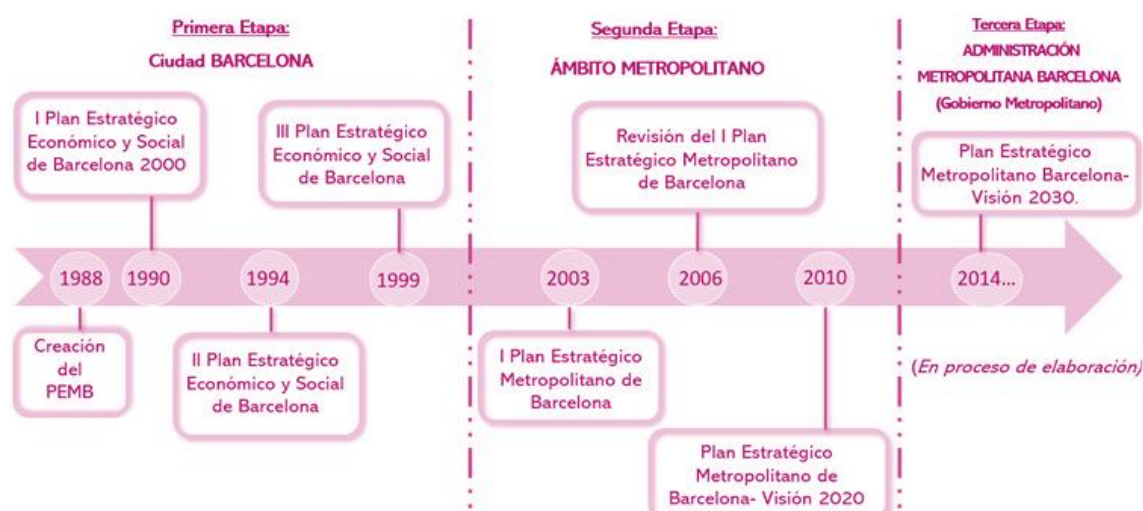 Primera Etapa:
Ciudad BARCELONA
I Plan Estratégico
Económico y Social
de Barcelona 2000
III Plan Estratégico
Económico y Social
de Barcelona
1988
1990
1994
1999
Creación
del
PEMB
II Plan Estratégico
Económico y Social
de Barcelona
Segunda Etapa:
ÁMBITO METROPOLITANO
Revisión del I Plan
Estratégico Metropolitano
de Barcelona
2003
2006
2010
I Plan Estratégico
Metropolitano de
Barcelona
Plan Estratégico
Metropolitano de
Barcelona- Visión 2020
Tercera Etapa:
ADMINISTRACIÓN
METROPOLITANA BARCELONA
(Gobierno Metropolitano)
Plan Estratégico
Metropolitano Barcelona-
Visión 2030.
2014...
(En proceso de elaboración)